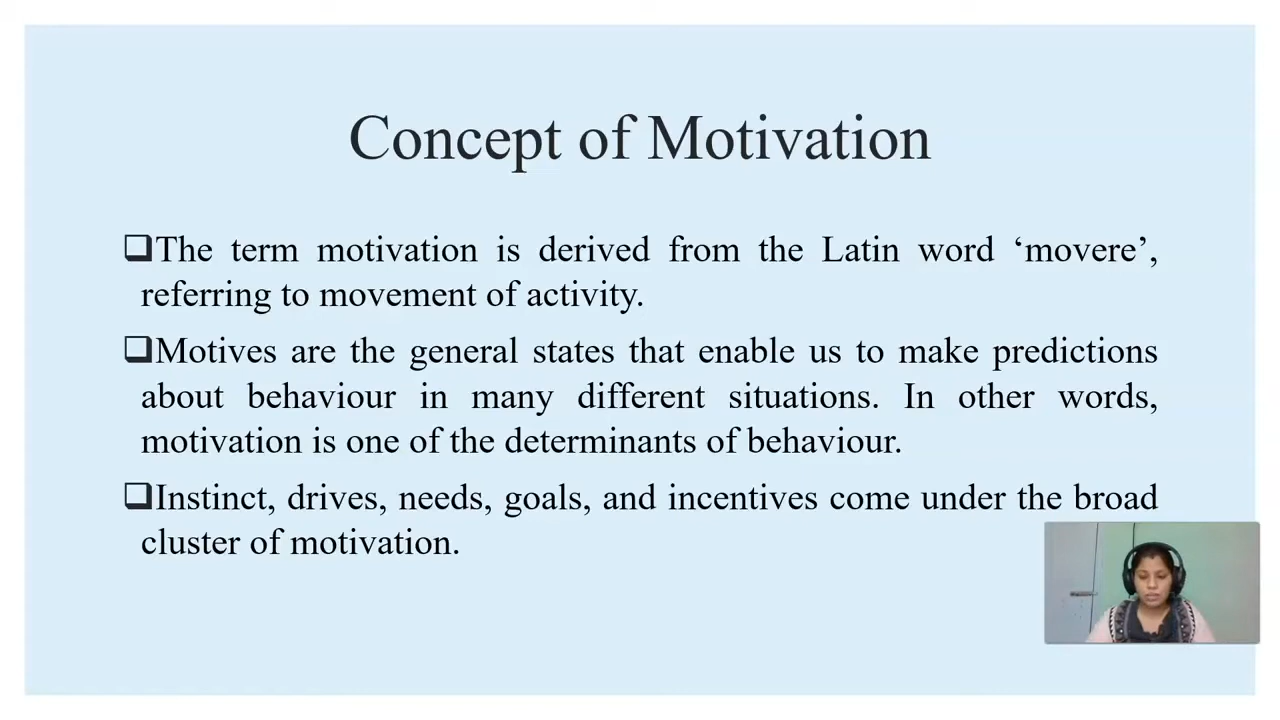 Concept of Motivation
❑The term motivation is derived from the Latin word ‘movere’,
referring to movement of activity.
❑Motives are the general states that enable us to make predictions
about behaviour in many different situations. In other words,
motivation is one of the determinants of behaviour.
❑Instinct, drives, needs, goals, and incentives come under the broad
cluster of motivation.